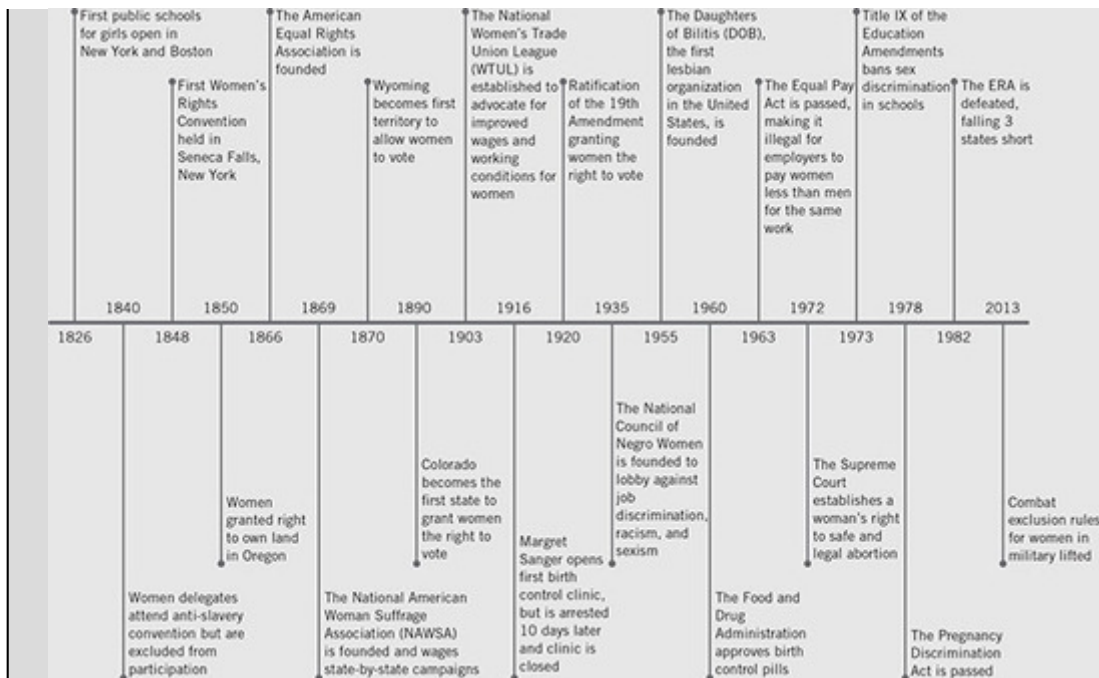 First public schools
for girls open in
New York and Boston
First Women's
Rights
Convention
held in
Seneca Falls,
New York
The American
Equal Rights
Association is
founded
Wyoming
becomes first
territory to
allow women
to vote
The National
Women's Trade
Union League
(WTUL) is
established to
advocate for
improved
wages and
working
conditions for
women
Ratification
of the 19th
Amendment
granting
women the
right to vote
The Daughters
of Bilitis (DOB),
the first
lesbian
organization
in the United
States, is
founded
The Equal Pay
Act is passed,
making it
illegal for
employers to
pay women
less than men
for the same
work
Title IX of the
Education
Amendments
bans sex
discrimination
in schools
The ERA is
defeated,
falling 3
states short
1840 1850 1869 1890 1916 1935 1960 1972 1978 2013
1826 1848 1866 1870 1903 1920 1955 1963 1973 1982
Women delegates
attend anti-slavery
convention but are
excluded from
participation
Women
granted right
to own land
in Oregon
The National American
Woman Suffrage
Association (NAWSA)
is founded and wages
state-by-state campaigns
Colorado
becomes the
first state to
grant women
the right to
vote
Margret
Sanger opens
first birth
control clinic,
but is arrested
10 days later
and clinic is
closed
The National
Council of
Negro Women
is founded to
lobby against
job
discrimination,
racism, and
sexism
The Food and
Drug
Administration
approves birth
control pills
The Supreme
Court
establishes a
woman's right
to safe and
legal abortion
The Pregnancy
Discrimination
Act is passed
Combat
exclusion rules
for women in
military lifted